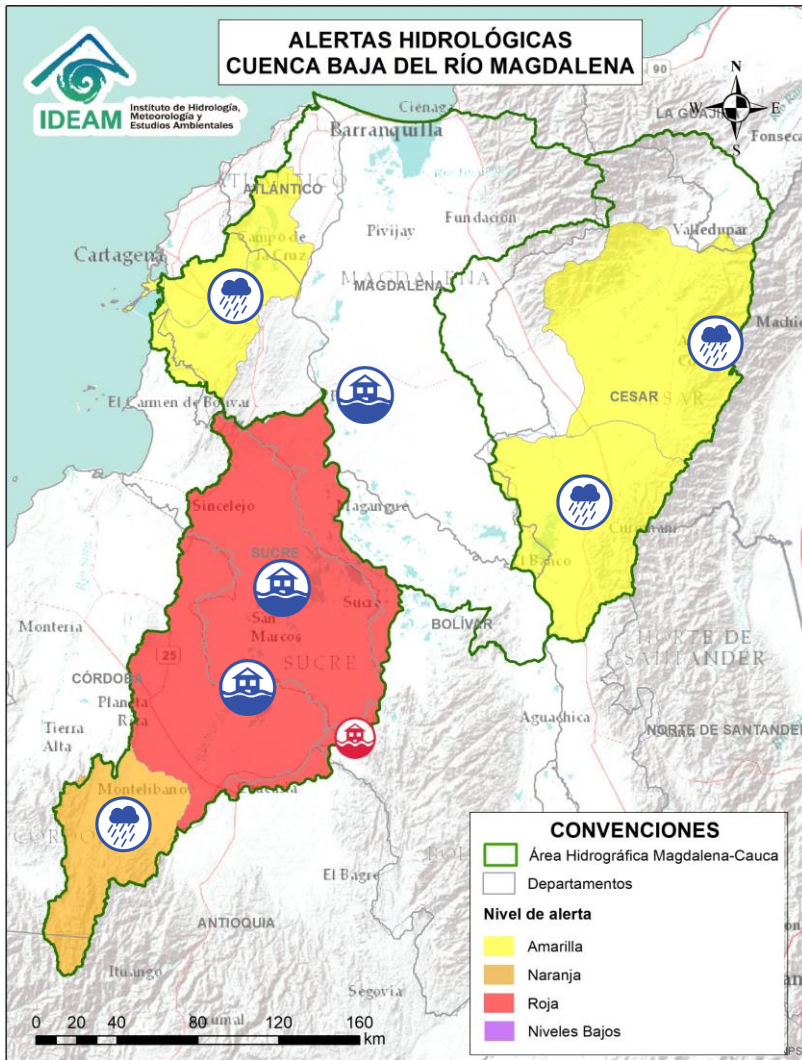 ALERTAS HIDROLÓGICAS
CUENCA BAJA DEL RÍO MAGDALENA
IDEAM
Instituto de Hidrología,
Meteorología y
Estudios Ambientales
90
N
W E
S
Ciénaga
Barranquilla
LA GUAJIRA
Fonseca
ATLÁNTICO
Campo de
la Cruz
Pivijay
Fundación
Valledupar
Cartagena
MAGDALENA
MAGDALENA
El Carmen de Bolívar
CESAR
Sincelejo
Magangué
SUCRE
El Banco
Sucre
San
Marcos
SUCRE
BOLÍVAR
Montería
25
CÓRDOBA
Planeta
Rica
NORTE DE
SANTANDER
Tierra
Alta
Aguachica
NORTE DE SANTANDER
Montelíbano
El Bagre
ANTIOQUIA
Ituango
Segovia
0 20 40 80 120 160
km
CONVENCIONES
Área Hidrográfica Magdalena-Cauca
Departamentos
Nivel de alerta
Amarilla
Naranja
Roja
Niveles Bajos